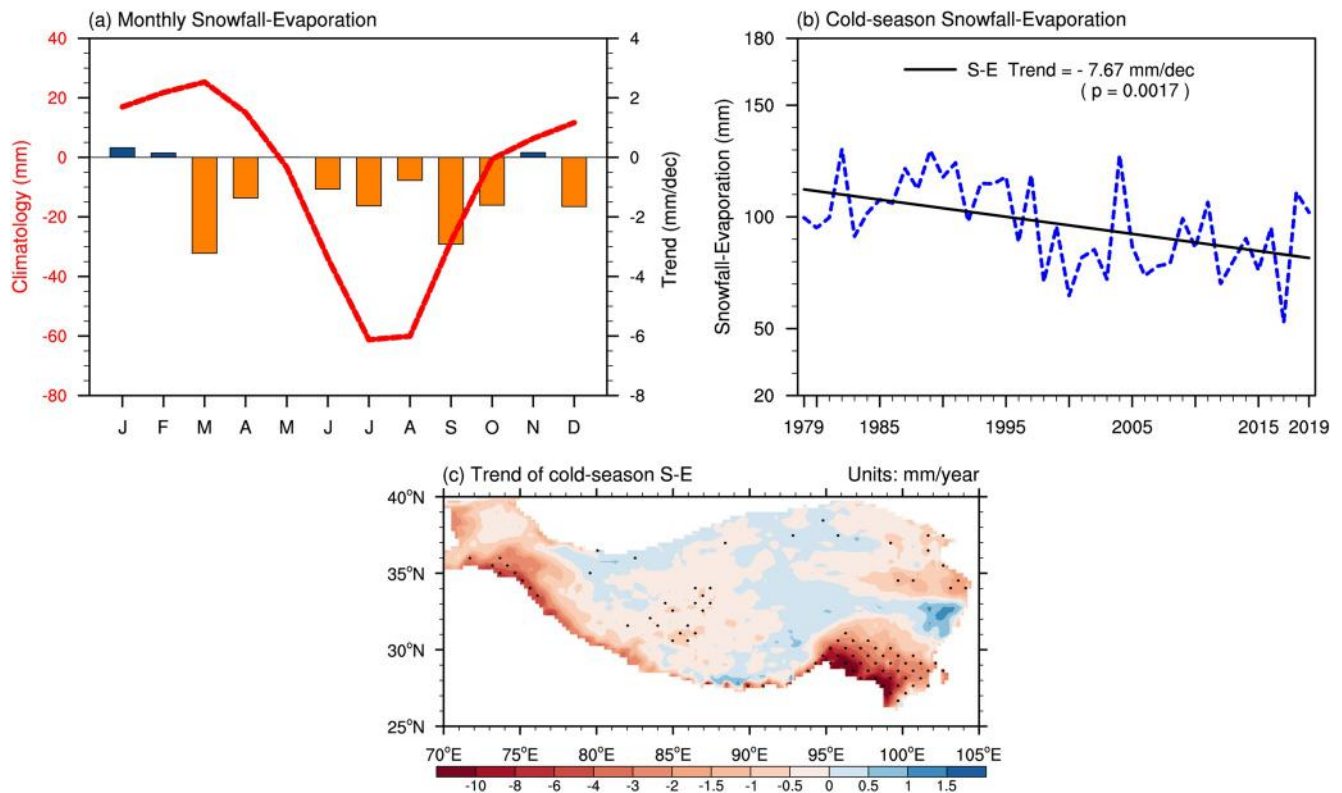 (a) Monthly Snowfall-Evaporation
40
20
0
-20
-40
-60
-80
Climatology (mm)
4
2
0
-2
-4
-6
-8
Trend (mm/dec)
J F M A M J J A S O N D
(b) Cold-season Snowfall-Evaporation
180
150
100
50
20
Snowfall-Evaporation (mm)
S-E Trend = - 7.67 mm/dec
( p = 0.0017 )
1979 1985 1995 2005 2015 2019
(c) Trend of cold-season S-E Units: mm/year
40°N
35°N
30°N
25°N
70°E 75°E 80°E 85°E 90°E 95°E 100°E 105°E
-10 -8 -6 -4 -3 -2 -1.5 -1 -0.5 0 0.5 1 1.5